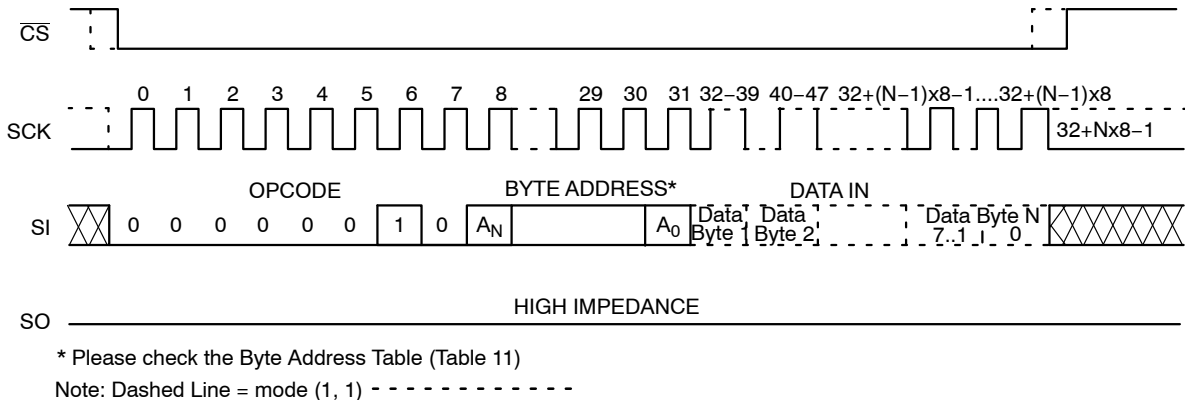 CS
0 1 2 3 4 5 6 7 8 29 30 31 32–39 40–47 32+(N–1)x8–1....32+(N–1)x8
SCK
32+Nx8–1
OPCODE BYTE ADDRESS* DATA IN
SI 0 0 0 0 0 0 1 0 AN A0 Data Byte 1 Data Byte 2 Data Byte N 7..1 0
HIGH IMPEDANCE
SO
* Please check the Byte Address Table (Table 11)
Note: Dashed Line = mode (1, 1) - - - - - - - - - - - -